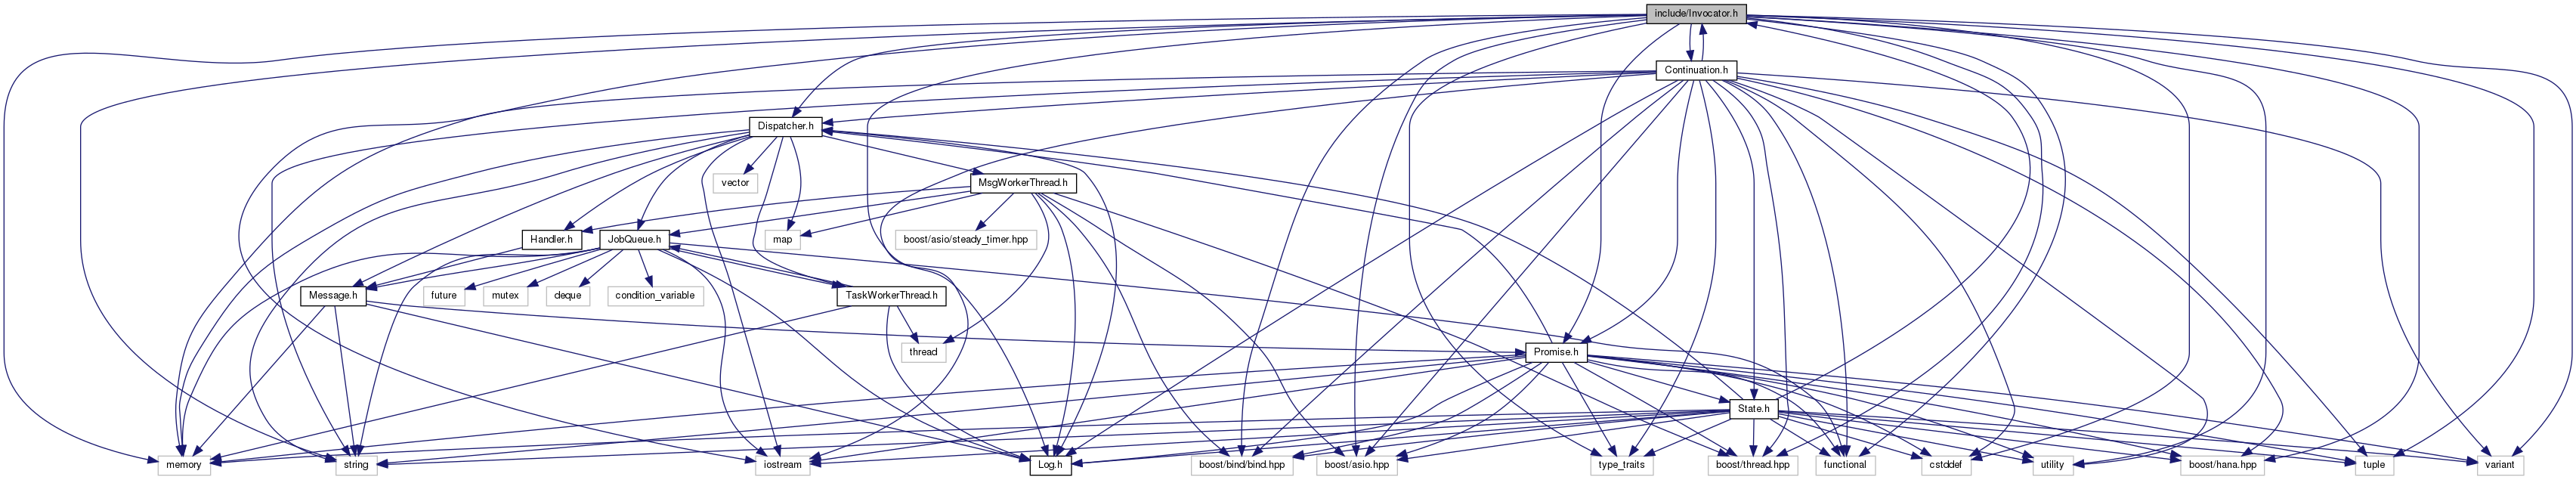 include/Invocator.h
Continuation.h
Dispatcher.h
vector
MsgWorkerThread.h
Handler.h
JobQueue.h
map
boost/asio/steady_timer.hpp
Message.h
future
mutex
deque
condition_variable
TaskWorkerThread.h
thread
Promise.h
State.h
memory
string
iostream
Log.h
boost/bind/bind.hpp
boost/asio.hpp
type_traits
boost/thread.hpp
functional
cstddef
utility
boost/hana.hpp
tuple
variant